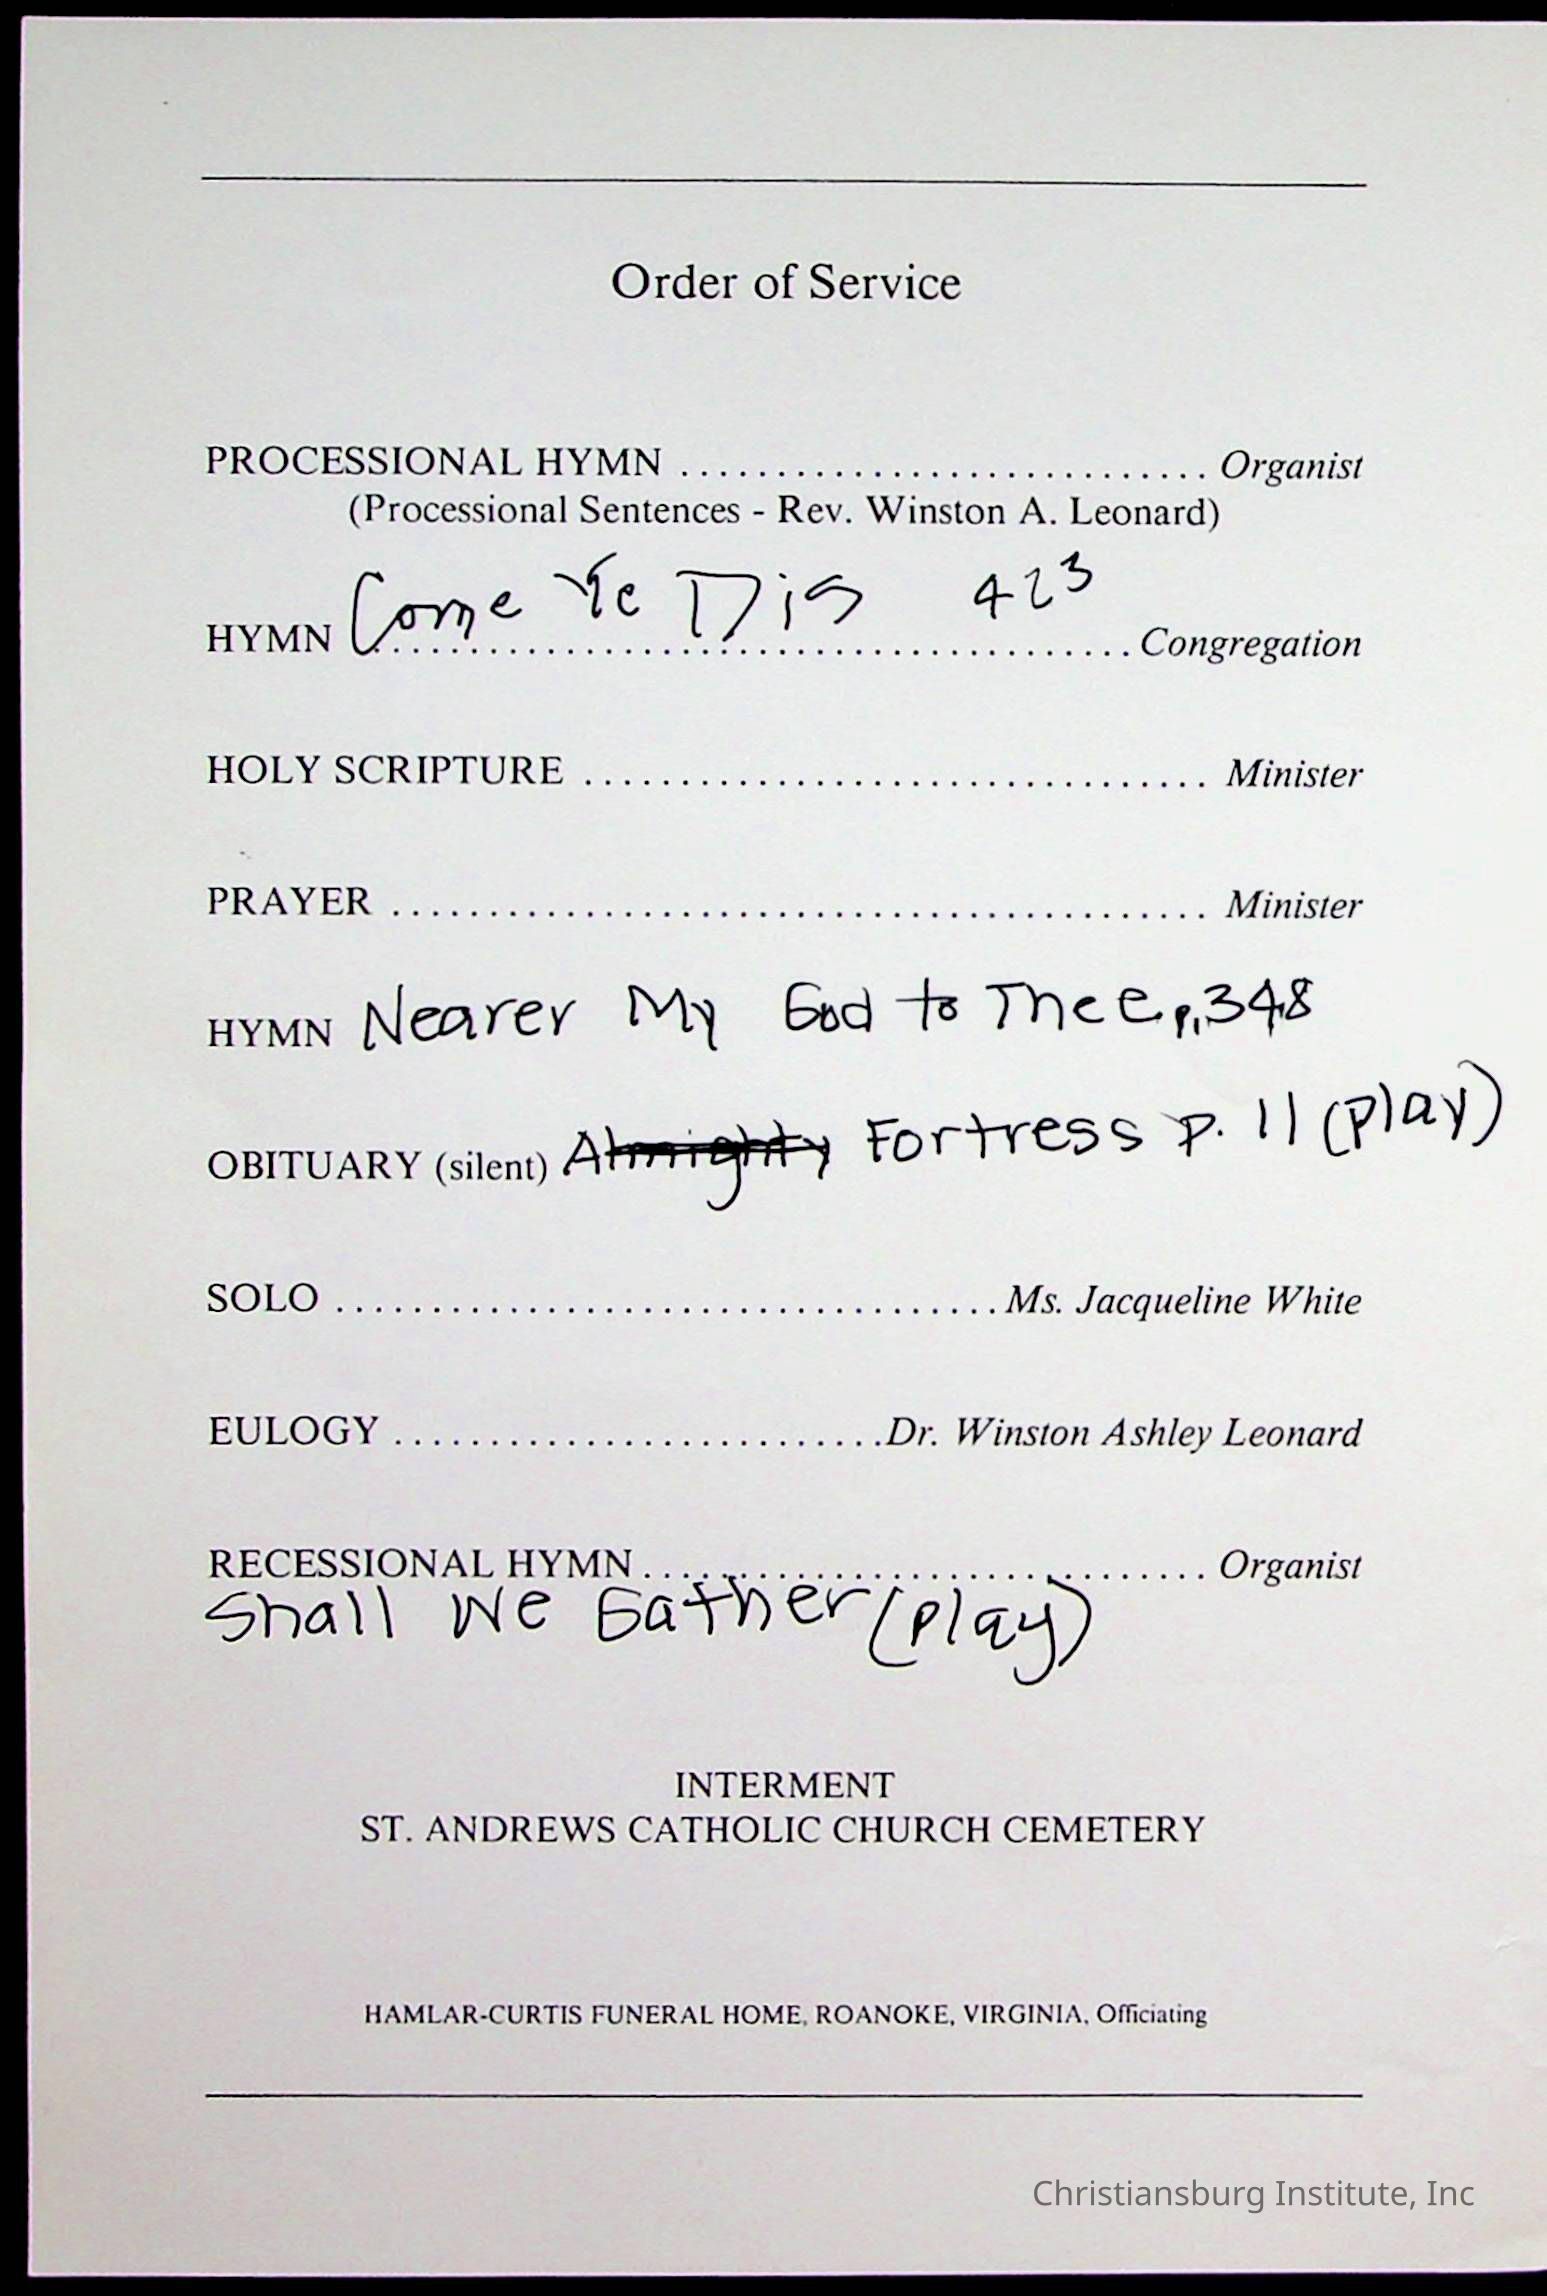 Order of Service
PROCESSIONAL HYMN .............................. Organist
(Processional Sentences - Rev. Winston A. Leonard)
Come Ye Dis 423
HYMN ........................................ Congregation
HOLY SCRIPTURE ................................. Minister
PRAYER ........................................... Minister
HYMN Nearer My God to Thee p. 348
OBITUARY (silent) Almighty Fortress p. 11 (play)
SOLO ................................... Ms. Jacqueline White
EULOGY .......................... Dr. Winston Ashley Leonard
RECESSIONAL HYMN .............................. Organist
Shall We Gather (play)
INTERMENT
ST. ANDREWS CATHOLIC CHURCH CEMETERY
HAMLAR-CURTIS FUNERAL HOME, ROANOKE, VIRGINIA, Officiating
Christiansburg Institute, Inc